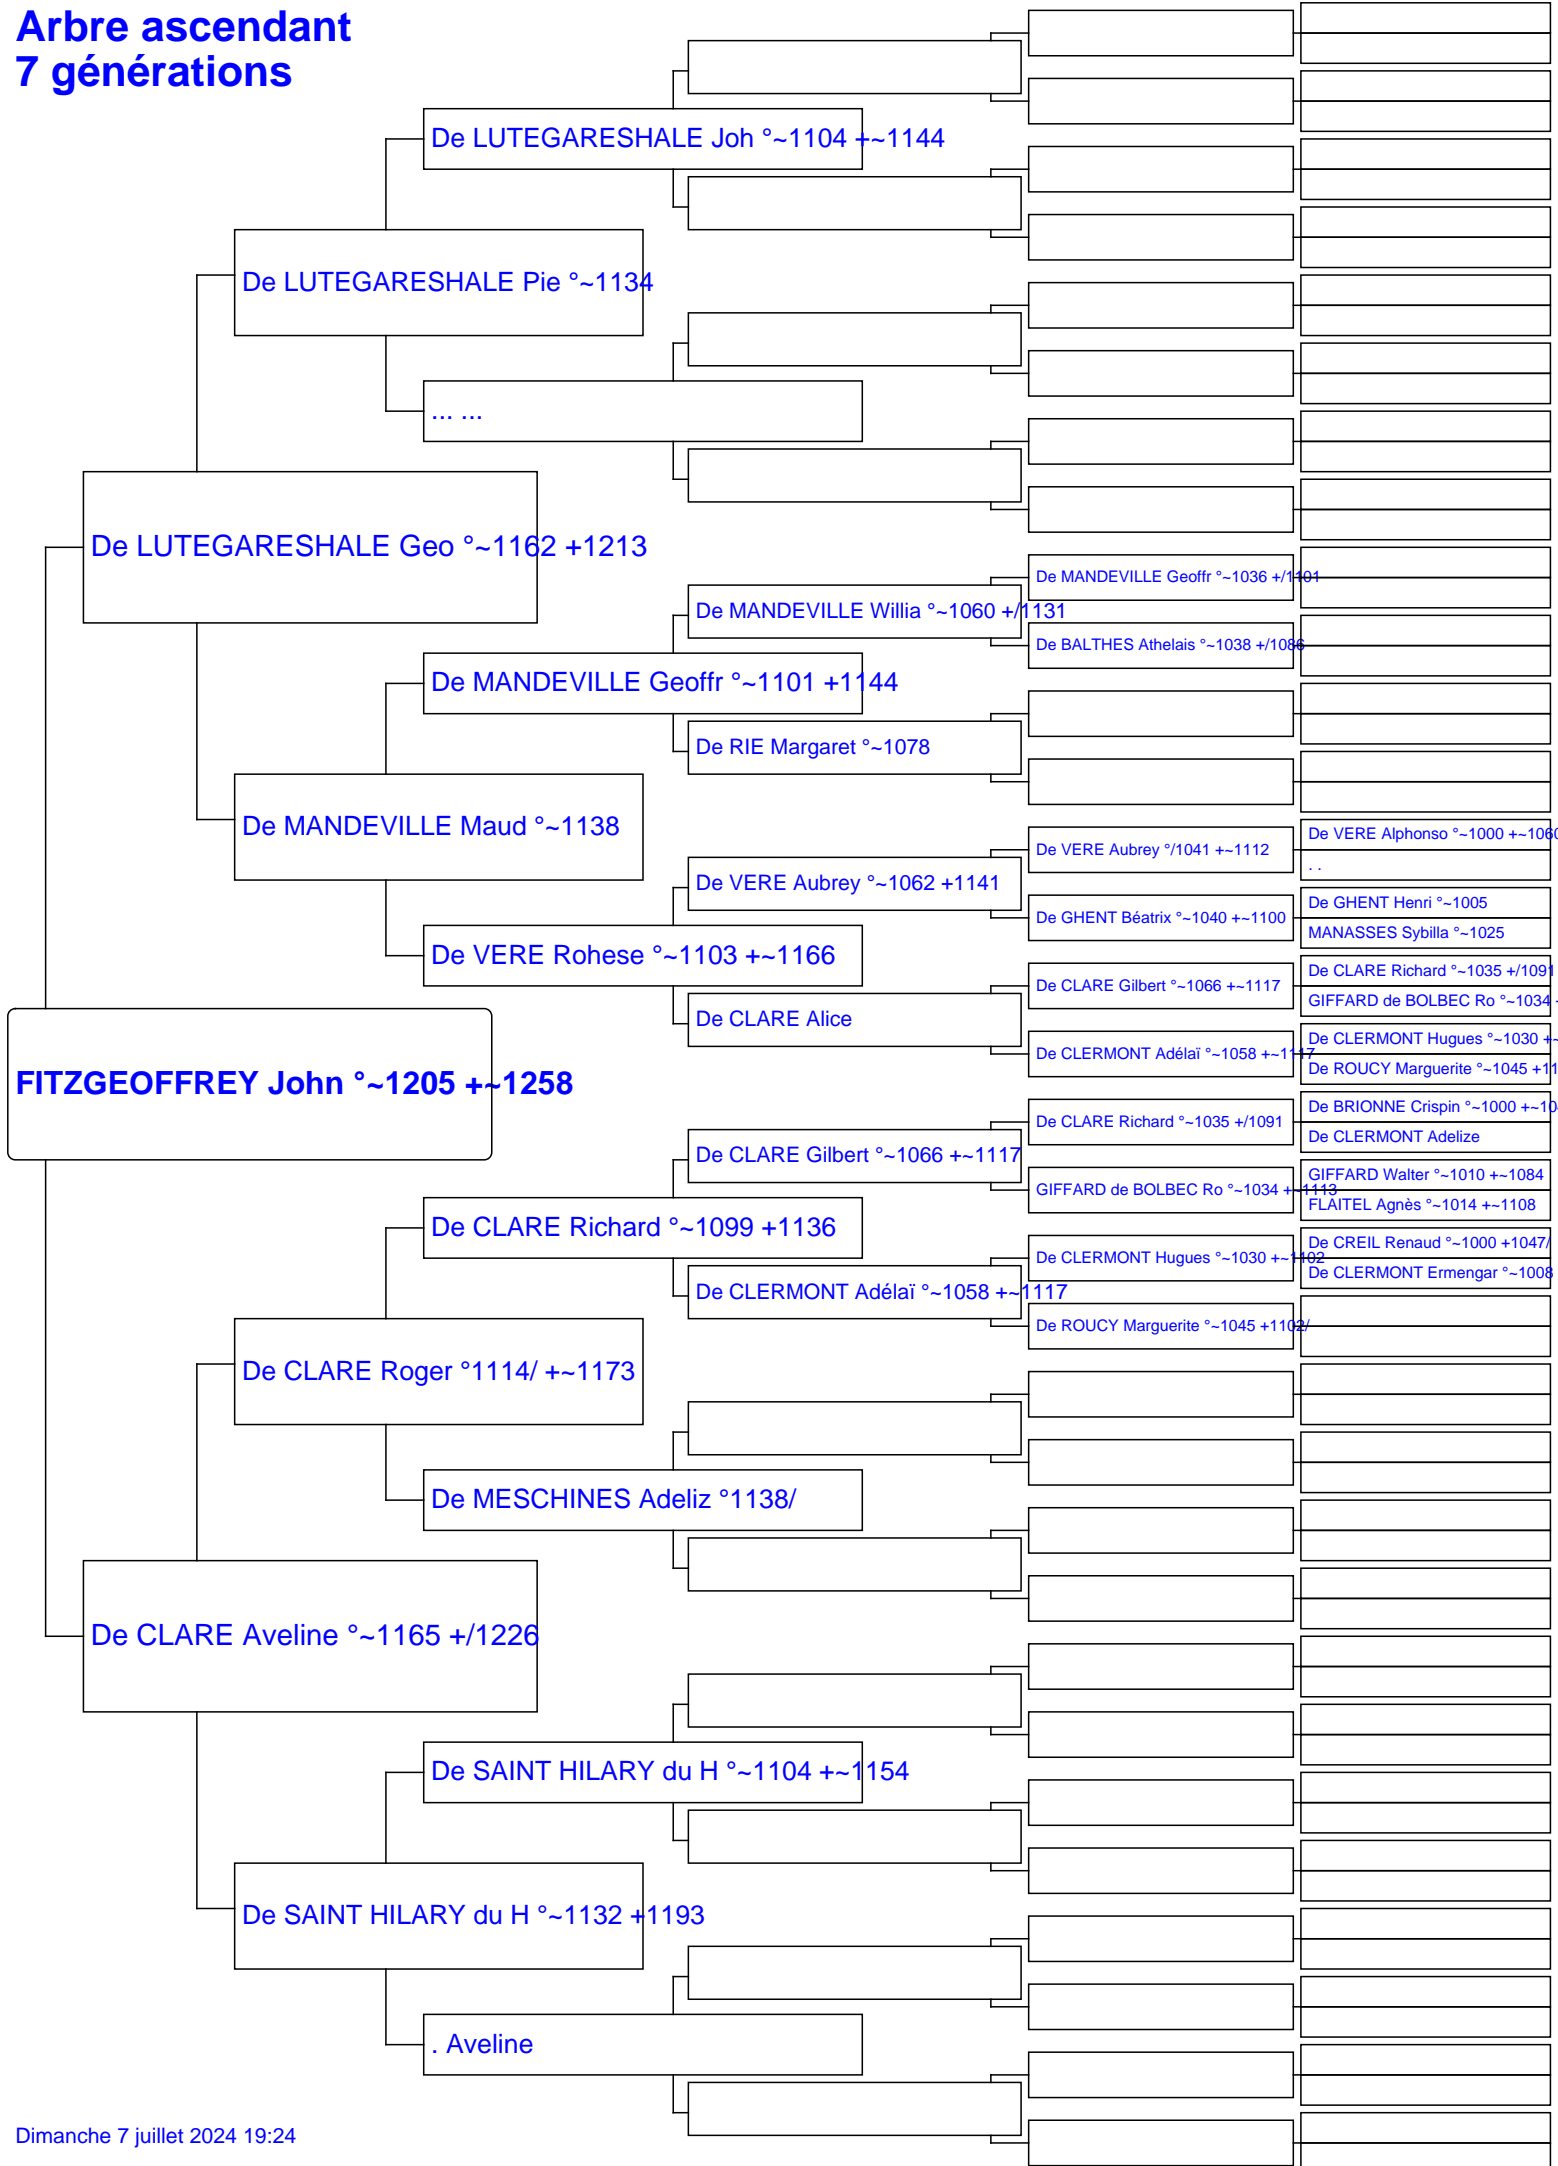 Arbre ascendant
7 générations
De LUTEGARESHALE Joh °~1104 +~1144
De LUTEGARESHALE Pie °~1134
... ...
De LUTEGARESHALE Geo °~1162 +1213
De MANDEVILLE Geoffr °~1036 +/1101
De MANDEVILLE Willia °~1060 +/1131
De BALTHES Athelais °~1038 +/1086
De MANDEVILLE Geoffr °~1101 +1144
De RIE Margaret °~1078
De MANDEVILLE Maud °~1138
De VERE Alphonso °~1000 +~1060
De VERE Aubrey °/1041 +~1112
. .
De VERE Aubrey °~1062 +1141
De GHENT Henri °~1005
De GHENT Béatrix °~1040 +~1100
MANASSES Sybilla °~1025
De VERE Rohese °~1103 +~1166
De CLARE Richard °~1035 +/1091
De CLARE Gilbert °~1066 +~1117
GIFFARD de BOLBEC Ro °~1034 +
De CLARE Alice
De CLERMONT Hugues °~1030 +~
De CLERMONT Adélaï °~1058 +~1117
De ROUCY Marguerite °~1045 +11
FITZGEOFFREY John °~1205 +~1258
De BRIONNE Crispin °~1000 +~10
De CLARE Richard °~1035 +/1091
De CLERMONT Adelize
De CLARE Gilbert °~1066 +~1117
GIFFARD Walter °~1010 +~1084
GIFFARD de BOLBEC Ro °~1034 +~1113
FLAITEL Agnès °~1014 +~1108
De CLARE Richard °~1099 +1136
De CREIL Renaud °~1000 +1047/
De CLERMONT Hugues °~1030 +~1102
De CLERMONT Ermengar °~1008
De CLERMONT Adélaï °~1058 +~1117
De ROUCY Marguerite °~1045 +1102/
De CLARE Roger °1114/ +~1173
De MESCHINES Adeliz °1138/
De CLARE Aveline °~1165 +/1226
De SAINT HILARY du H °~1104 +~1154
De SAINT HILARY du H °~1132 +1193
. Aveline
Dimanche 7 juillet 2024 19:24